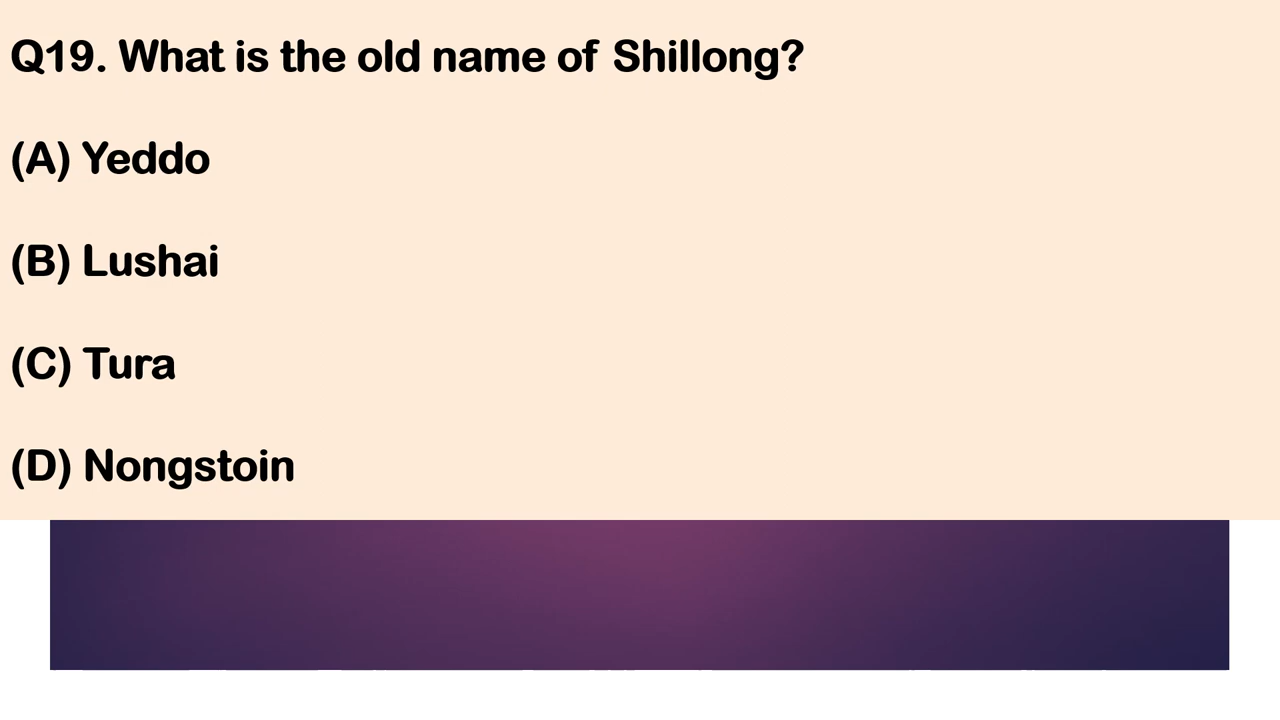 Q19. What is the old name of Shillong?
(A) Yeddo
(B) Lushai
(C) Tura
(D) Nongstoin